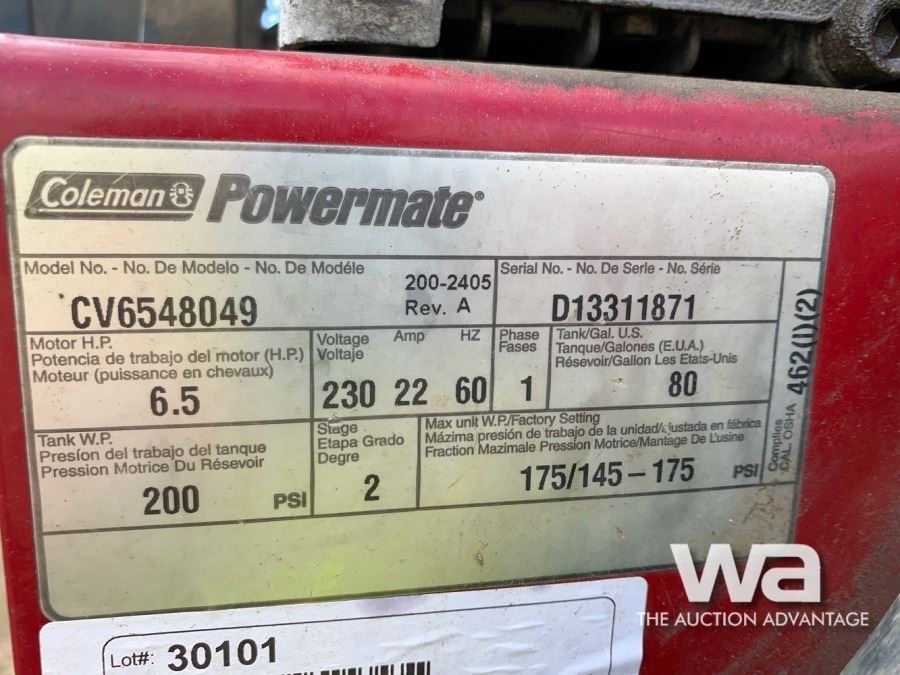 Coleman Powermate®
Model No. - No. De Modelo - No. De Modéle
200-2405
CV6548049
Rev. A
Serial No. - No. De Serle - No. Série
D13311871
Motor H.P.
Potencia de trabajo del motor (H.P.)
Moteur (puissance en chevaux)
6.5
Voltage
Voltaje
230
Amp
22
HZ
60
Phase
Fases
1
Tank/Gal. U.S.
Tanque/Galones (E.U.A.)
Résevoir/Gallon Les Etats-Unis
80
Tank W.P.
Presíon del trabajo del tanque
Pression Motrice Du Résevoir
200 PSI
Stage
Etapa Grado
Degre
2
Max unit W.P./Factory Setting
Mázima presión de trabajo de la unidad/ajustada en fábrica
Fraction Mazimale Pression Motrice/Mantage De L'usine
175/145 – 175 PSI
Complies
CAL. OSHA 462(I)(2)
wa
THE AUCTION ADVANTAGE
Lot#: 30101